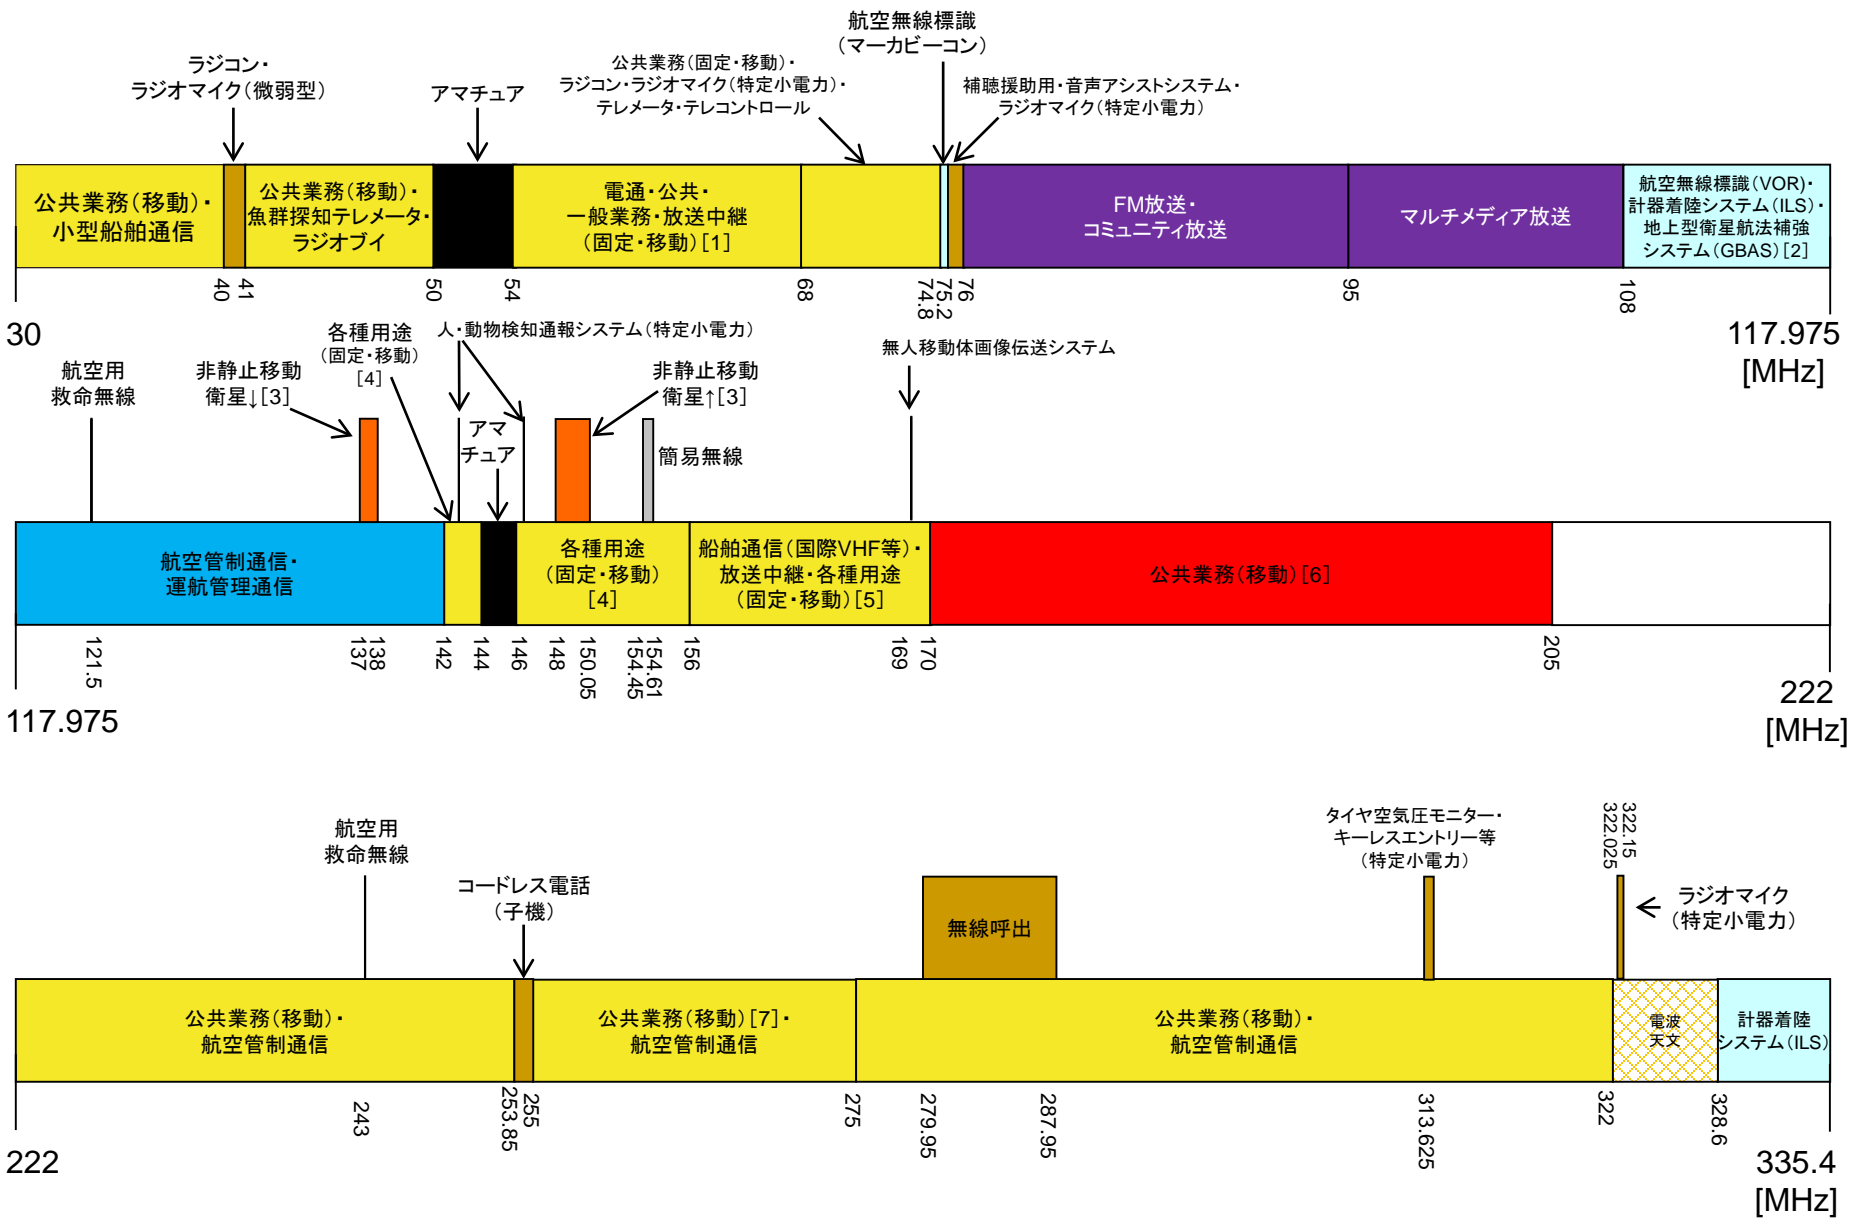 ラジコン・
ラジオマイク(微弱型)
アマチュア
公共業務(固定・移動)・
ラジコン・ラジオマイク(特定小電力)・
テレメータ・テレコントロール
航空無線標識
(マーカビーコン)
補聴援助用・音声アシストシステム・
ラジオマイク(特定小電力)
公共業務(移動)・
小型船舶通信
公共業務(移動)・
魚群探知テレメータ・
ラジオブイ
電通・公共・
一般業務・放送中継
(固定・移動)[1]
FM放送・
コミュニティ放送
マルチメディア放送
航空無線標識(VOR)・
計器着陸システム(ILS)・
地上型衛星航法補強
システム(GBAS)[2]
30
40
41
50
54
68
74.8
75.2
76
95
108
117.975
[MHz]
航空用
救命無線
非静止移動
衛星↓[3]
各種用途
(固定・移動)
[4]
人・動物検知通報システム(特定小電力)
アマ
チュア
非静止移動
衛星↑[3]
簡易無線
無人移動体画像伝送システム
航空管制通信・
運航管理通信
各種用途
(固定・移動)
[4]
船舶通信(国際VHF等)・
放送中継・各種用途
(固定・移動)[5]
公共業務(移動)[6]
117.975
121.5
137
138
142
144
146
148
150.05
154.45
154.61
156
169
170
205
222
[MHz]
航空用
救命無線
コードレス電話
(子機)
無線呼出
タイヤ空気圧モニター・
キーレスエントリー等
(特定小電力)
322.15
322.025
ラジオマイク
(特定小電力)
公共業務(移動)・
航空管制通信
公共業務(移動)[7]・
航空管制通信
公共業務(移動)・
航空管制通信
電波
天文
計器着陸
システム(ILS)
222
243
253.85
255
275
279.95
287.95
313.625
322
328.6
335.4
[MHz]